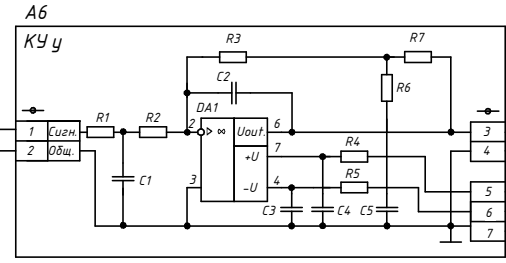 А6
КУ у
R3
R7
C2
R6
R1
R2
DA1
1 Сигн.
2 Общ.
2
▷ ∞
Uout.
6
3
4
+U
7
R4
3
-U
4
R5
5
C1
C3
C4
C5
6
7